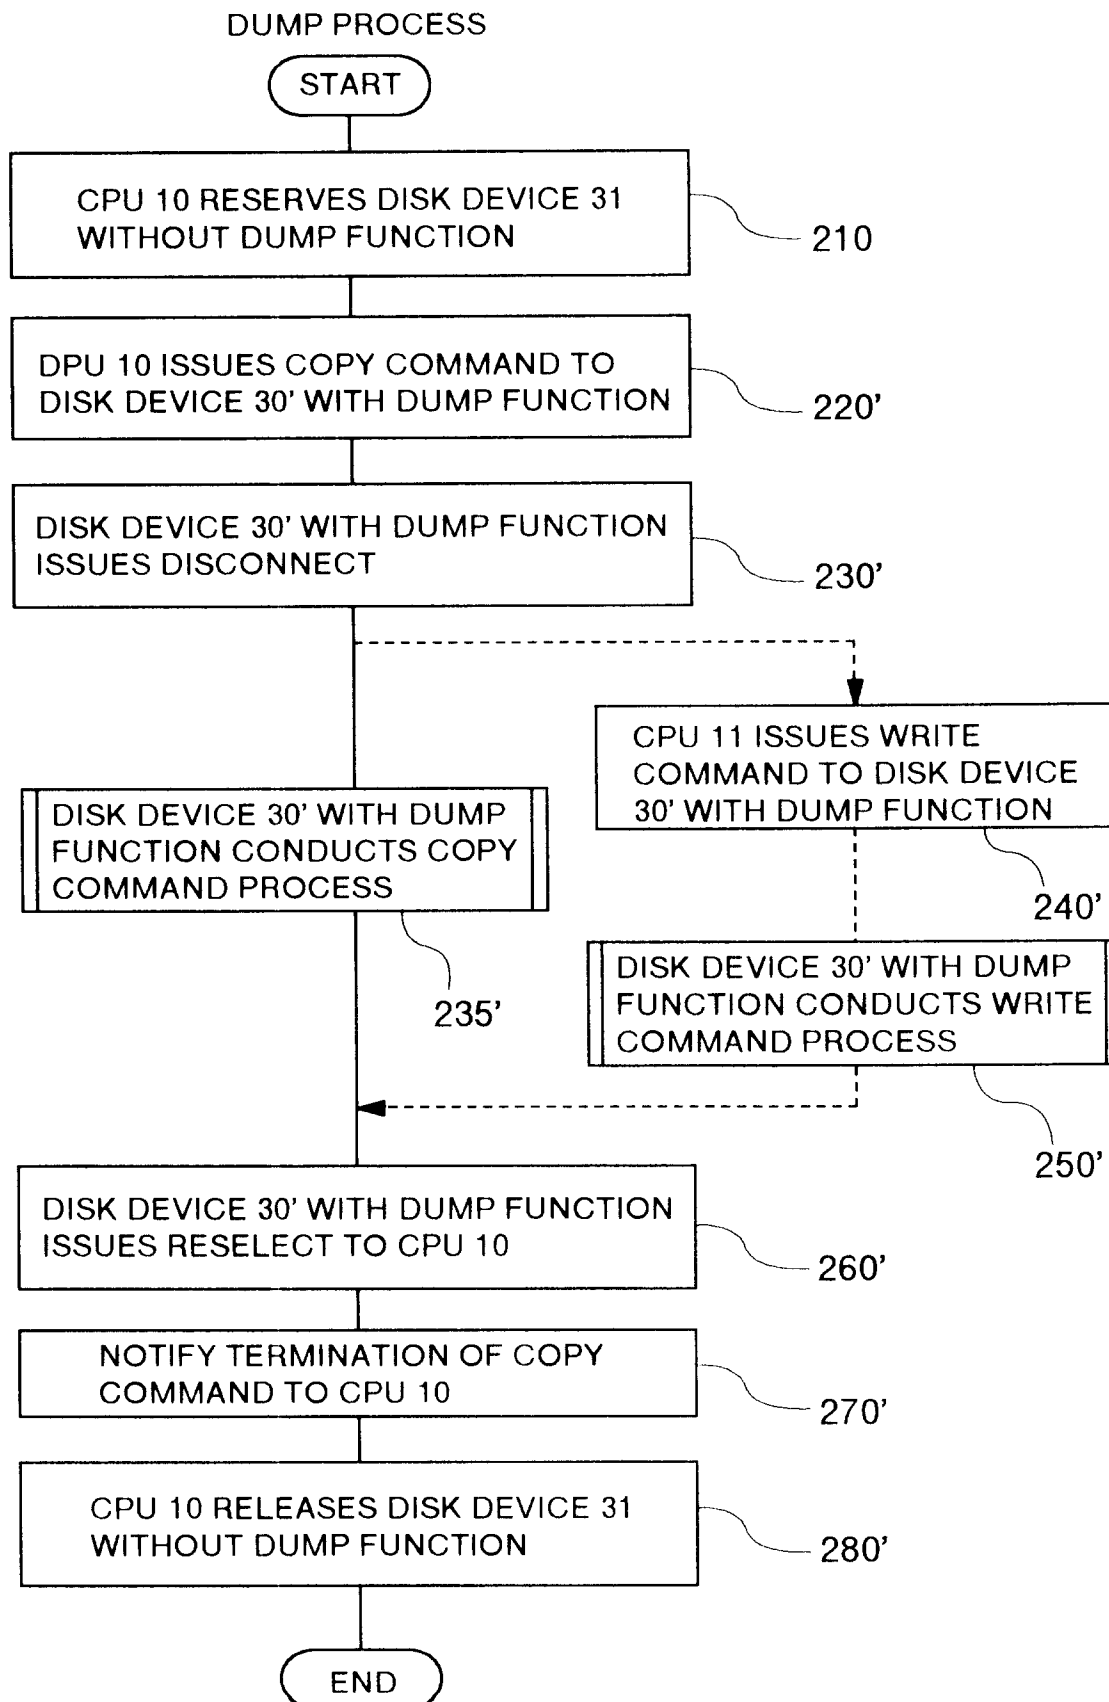 DUMP PROCESS
START
CPU 10 RESERVES DISK DEVICE 31
WITHOUT DUMP FUNCTION
210
DPU 10 ISSUES COPY COMMAND TO
DISK DEVICE 30' WITH DUMP FUNCTION
220'
DISK DEVICE 30' WITH DUMP FUNCTION
ISSUES DISCONNECT
230'
CPU 11 ISSUES WRITE
COMMAND TO DISK DEVICE
30' WITH DUMP FUNCTION
240'
DISK DEVICE 30' WITH DUMP
FUNCTION CONDUCTS COPY
COMMAND PROCESS
235'
DISK DEVICE 30' WITH DUMP
FUNCTION CONDUCTS WRITE
COMMAND PROCESS
250'
DISK DEVICE 30' WITH DUMP FUNCTION
ISSUES RESELECT TO CPU 10
260'
NOTIFY TERMINATION OF COPY
COMMAND TO CPU 10
270'
CPU 10 RELEASES DISK DEVICE 31
WITHOUT DUMP FUNCTION
280'
END